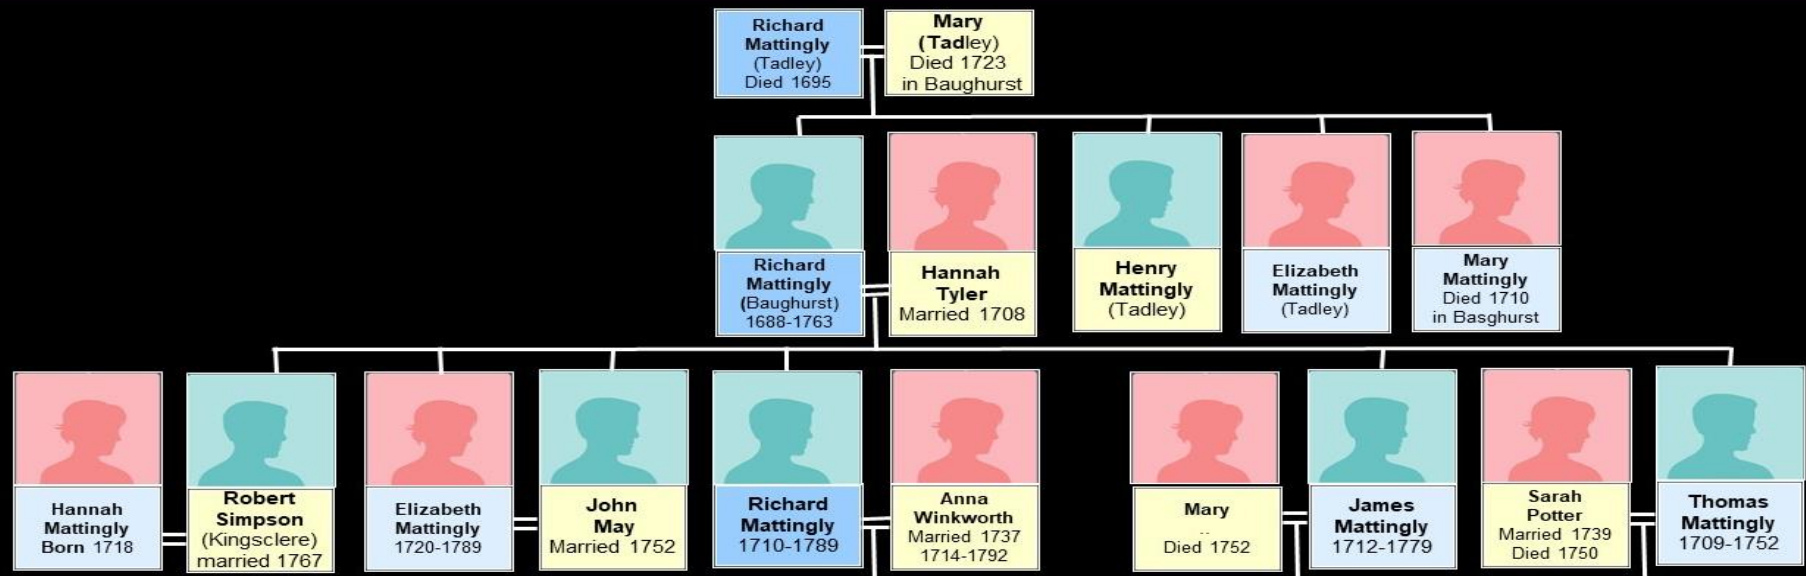 Richard
Mattingly
(Tadley)
Died 1695
Mary
(Tadley)
Died 1723
in Baughurst
Richard
Mattingly
(Baughurst)
1688-1763
Hannah
Tyler
Married 1708
Henry
Mattingly
(Tadley)
Elizabeth
Mattingly
(Tadley)
Mary
Mattingly
Died 1710
in Basghurst
Hannah
Mattingly
Born 1718
Robert
Simpson
(Kingsclere)
married 1767
Elizabeth
Mattingly
1720-1789
John
May
Married 1752
Richard
Mattingly
1710-1789
Anna
Winkworth
Married 1737
1714-1792
Mary
..
Died 1752
James
Mattingly
1712-1779
Sarah
Potter
Married 1739
Died 1750
Thomas
Mattingly
1709-1752